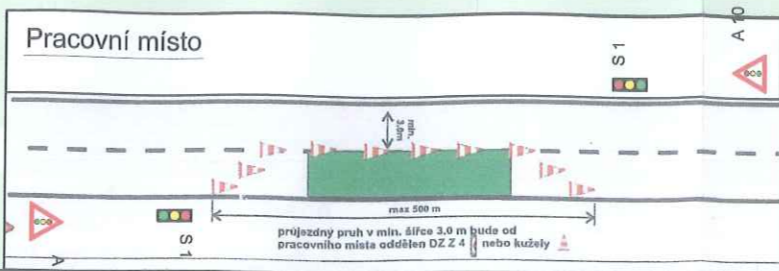 Pracovní místo
S 1
A 10
min.
3,0m
max 500 m
průjezdný pruh v min. šířce 3,0 m bude od
pracovního místa oddělen DZ Z 4 nebo kužely
S 1
A